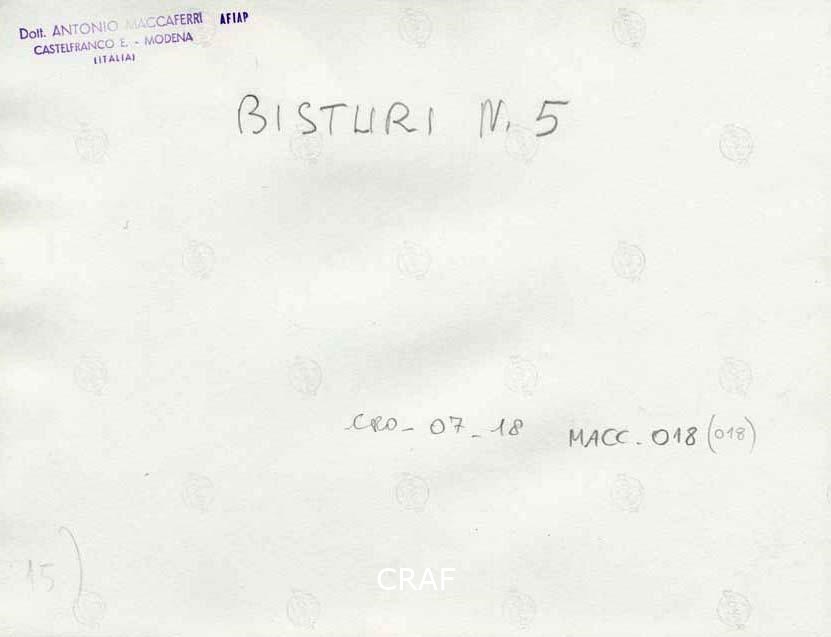 Dott. ANTONIO MACCAFERRI AFIAP
CASTELFRANCO E. - MODENA
(ITALIA)
BISTURI N. 5
CRO_07_18 MACC. 018 (018)
15)
CRAF